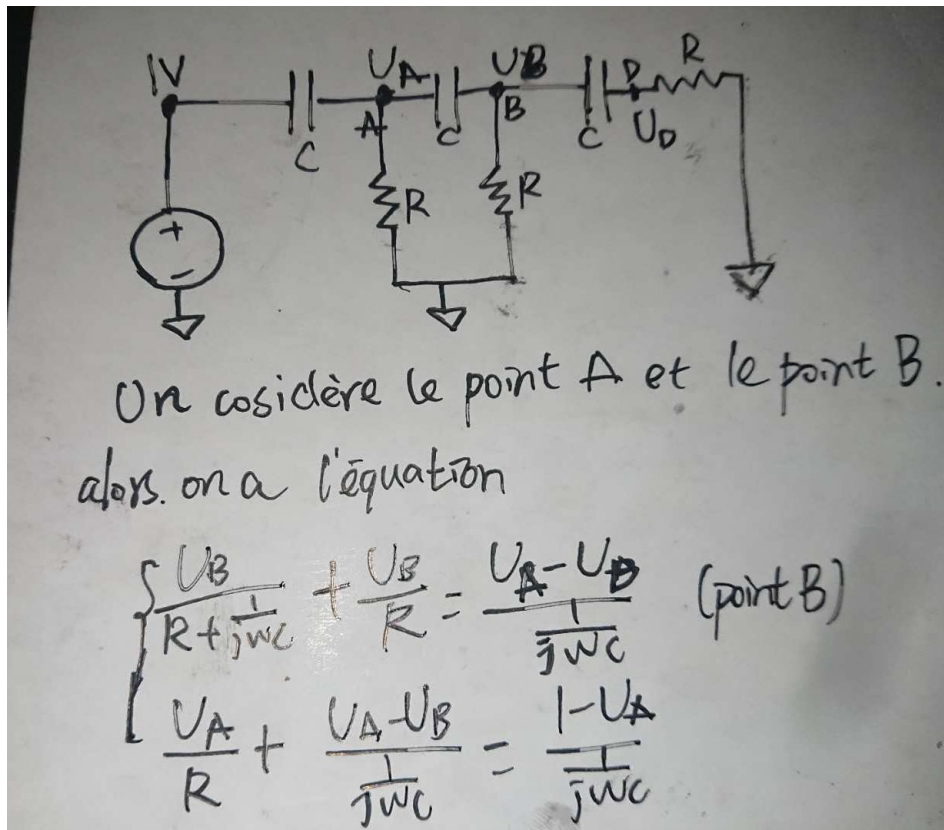 1V
UA
UB
D
R
A
B
C
C
C
UD
R
R
+
-
On cosidère le point A et le point B.
alors. on a l'équation
{ UB/(R+1/jwc) + UB/R = (UA-UB)/(1/jwc) (point B)
UA/R + (UA-UB)/(1/jwc) = (1-UA)/(1/jwc)